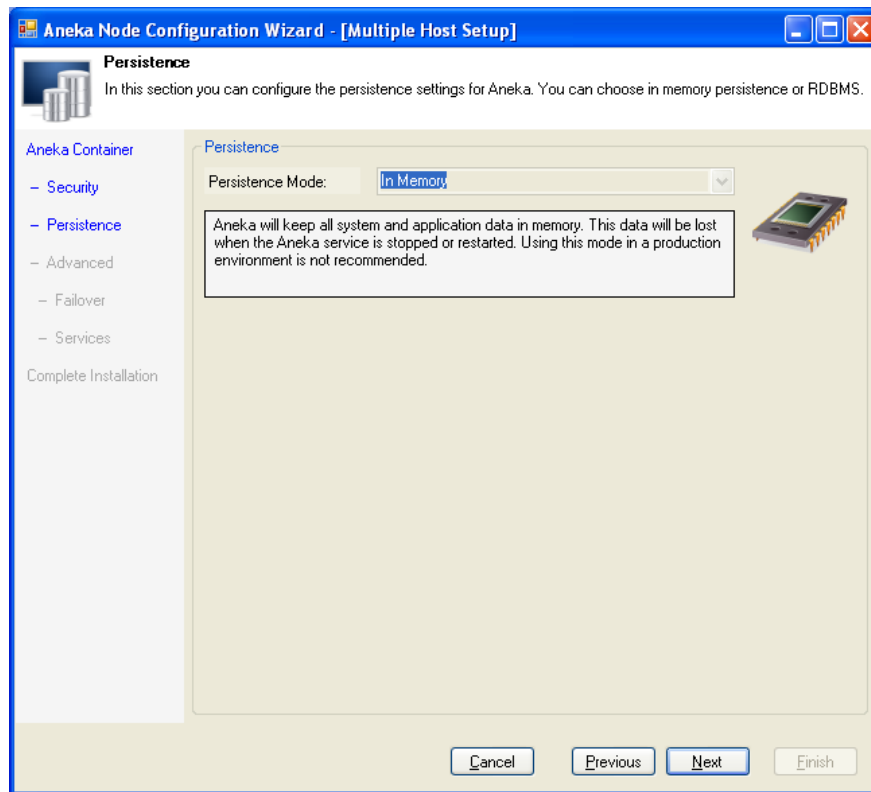 Aneka Node Configuration Wizard - [Multiple Host Setup]
Persistence
In this section you can configure the persistence settings for Aneka. You can choose in memory persistence or RDBMS.
Aneka Container
– Security
– Persistence
– Advanced
– Failover
– Services
Complete Installation
Persistence
Persistence Mode:
In Memory
Aneka will keep all system and application data in memory. This data will be lost
when the Aneka service is stopped or restarted. Using this mode in a production
environment is not recommended.
Cancel
Previous
Next
Finish